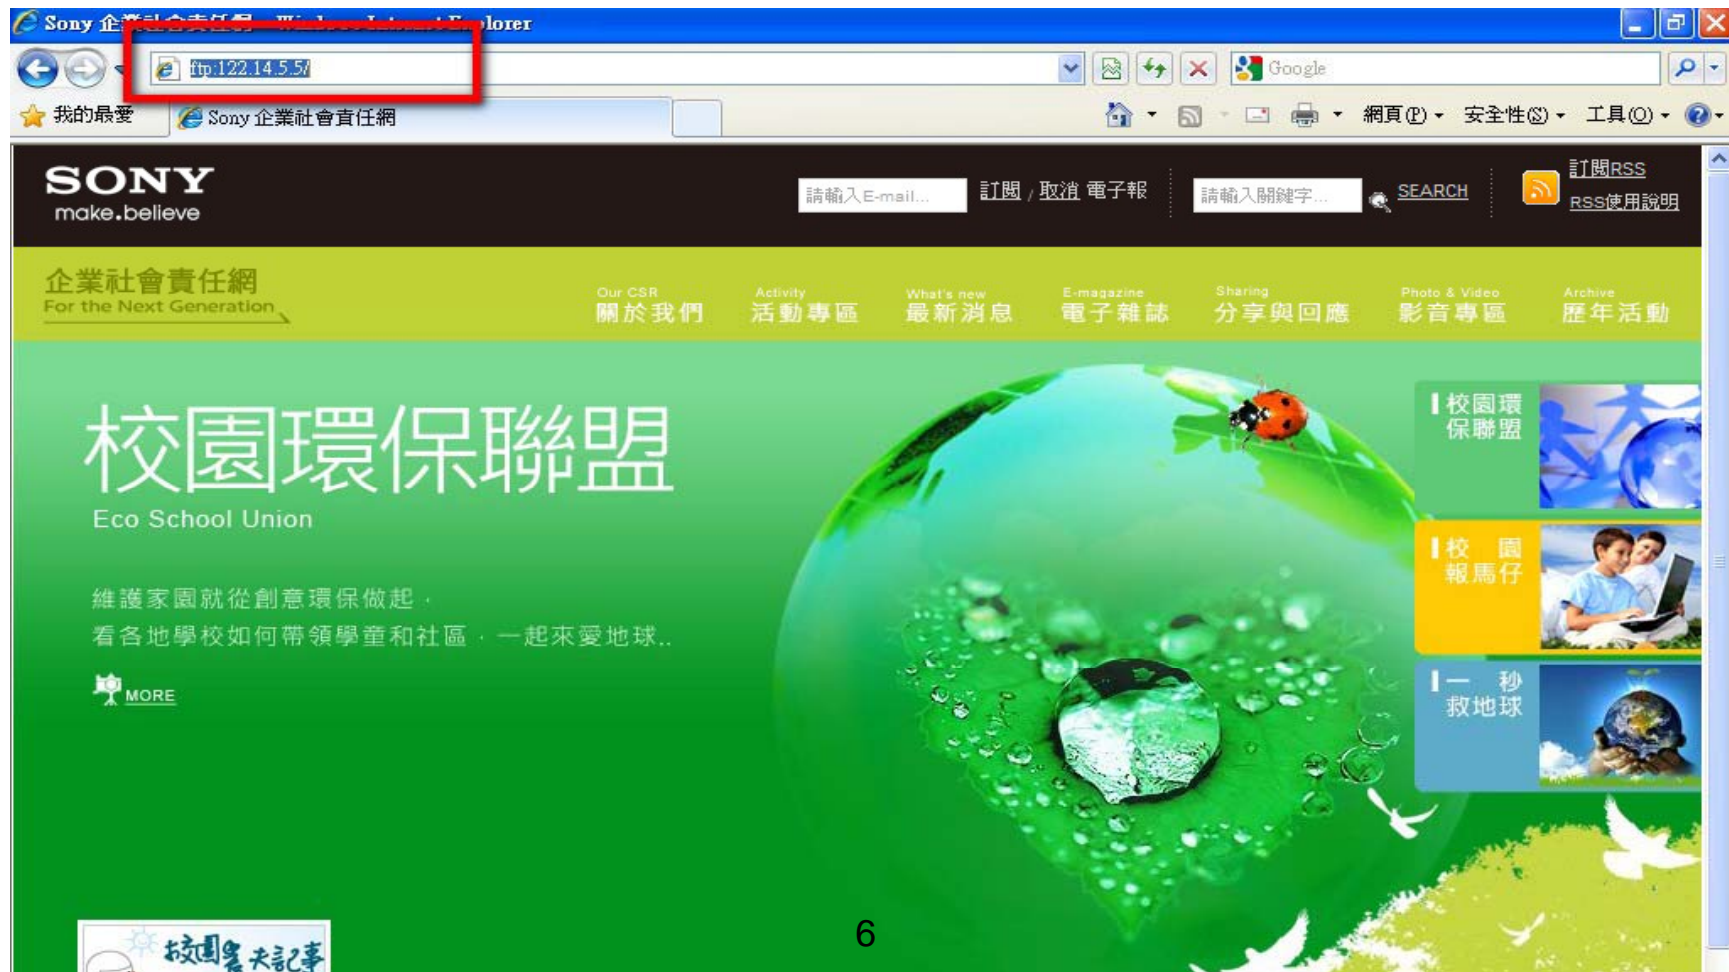 Sony 企業社會責任網 - Windows Internet Explorer
ftp:122.14.5.5/
Google
我的最愛
Sony 企業社會責任網
網頁(P)
安全性(S)
工具(O)
SONY
make.believe
請輸入E-mail...
訂閱 / 取消 電子報
請輸入關鍵字...
SEARCH
訂閱RSS
RSS使用說明
企業社會責任網
For the Next Generation
Our CSR
關於我們
Activity
活動專區
What's new
最新消息
E-magazine
電子雜誌
Sharing
分享與回應
Photo & Video
影音專區
Archive
歷年活動
校園環保聯盟
Eco School Union
維護家園就從創意環保做起，
看各地學校如何帶領學童和社區，一起來愛地球..
MORE
校園環
保聯盟
校 園
報馬仔
一 秒
救地球
校園農夫記事
6